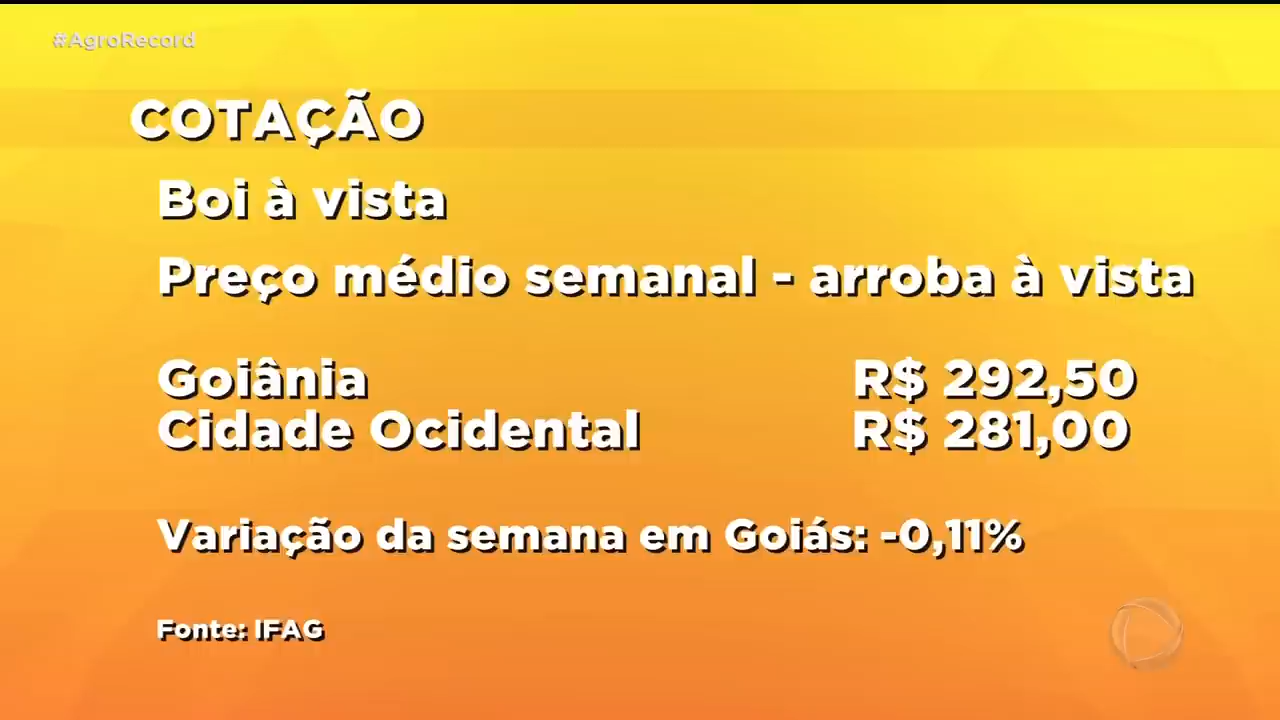 #AgroRecord
COTAÇÃO
Boi à vista
Preço médio semanal - arroba à vista
Goiânia R$ 292,50
Cidade Ocidental R$ 281,00
Variação da semana em Goiás: -0,11%
Fonte: IFAG